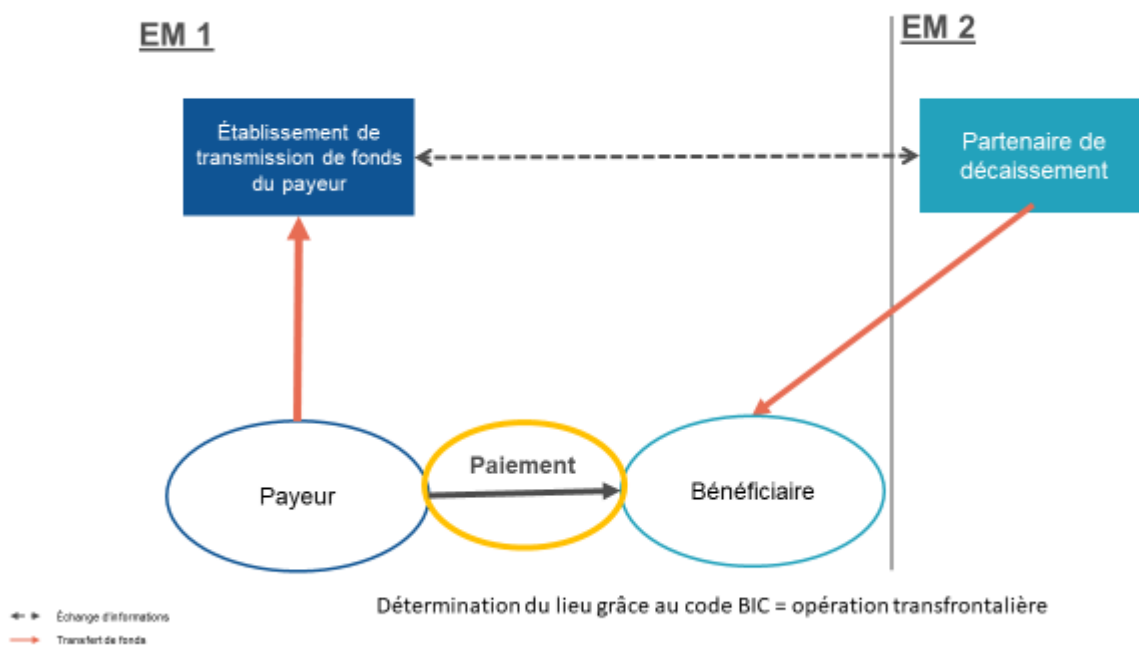 EM 1
EM 2
Établissement de
transmission de fonds
du payeur
Partenaire de
décaissement
Paiement
Payeur
Bénéficiaire
Détermination du lieu grâce au code BIC = opération transfrontalière
Échange d'informations
Transfert de fonds